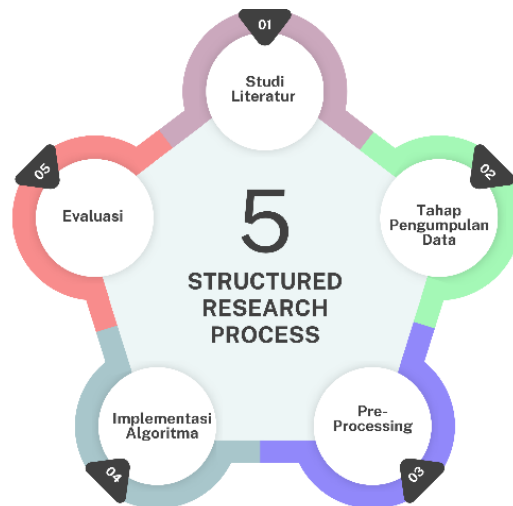 01
Studi
Literatur
02
Tahap
Pengumpulan
Data
03
Pre-
Processing
04
Implementasi
Algoritma
05
Evaluasi
5
STRUCTURED
RESEARCH
PROCESS